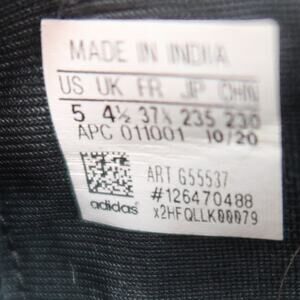 MADE IN INDIA
US UK FR JP CHN
5 4½ 37⅓ 235 230
APC 011001 10/20
ART G55537
#126470488
adidas x2HFQLLK00079